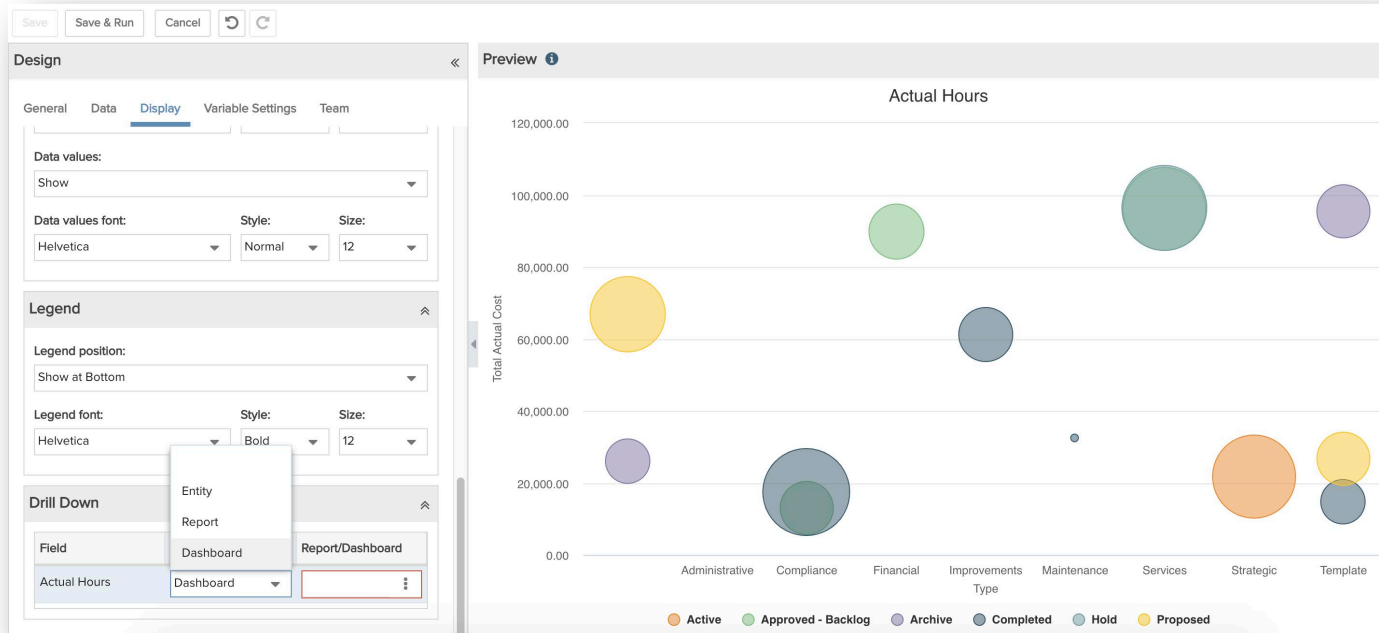 Save Save & Run Cancel
Design
Preview
General Data Display Variable Settings Team
Data values:
Show
Data values font: Style: Size:
Helvetica Normal 12
Legend
Legend position:
Show at Bottom
Legend font: Style: Size:
Helvetica Bold 12
Entity
Report
Dashboard
Drill Down
Field Report/Dashboard
Actual Hours Dashboard
Actual Hours
120,000.00
100,000.00
80,000.00
60,000.00
40,000.00
20,000.00
0.00
Total Actual Cost
Administrative Compliance Financial Improvements Maintenance Services Strategic Template
Type
Active Approved - Backlog Archive Completed Hold Proposed